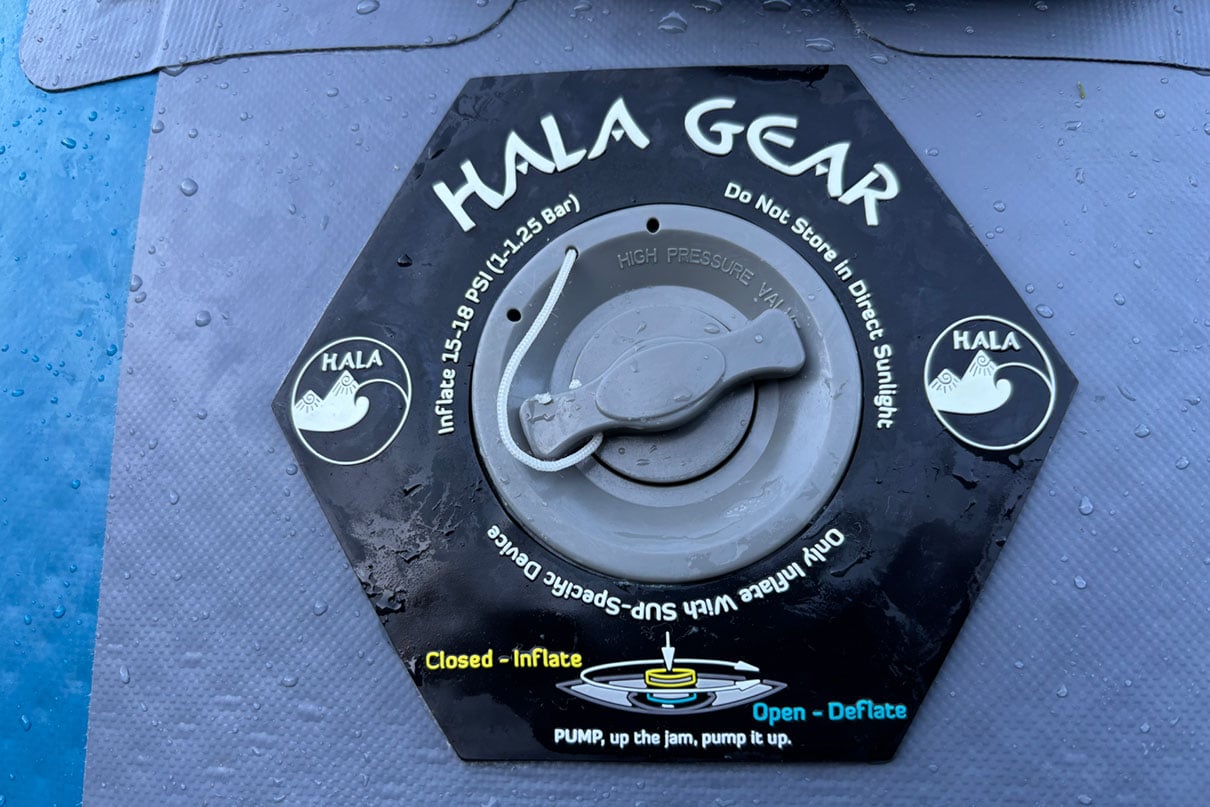 HALA GEAR
Inflate 15-18 PSI (1-1.25 Bar)
Do Not Store in Direct Sunlight
HIGH PRESSURE VALVE
HALA
HALA
Only Inflate With SUP-Specific Device
Closed - Inflate
Open - Deflate
PUMP, up the jam, pump it up.